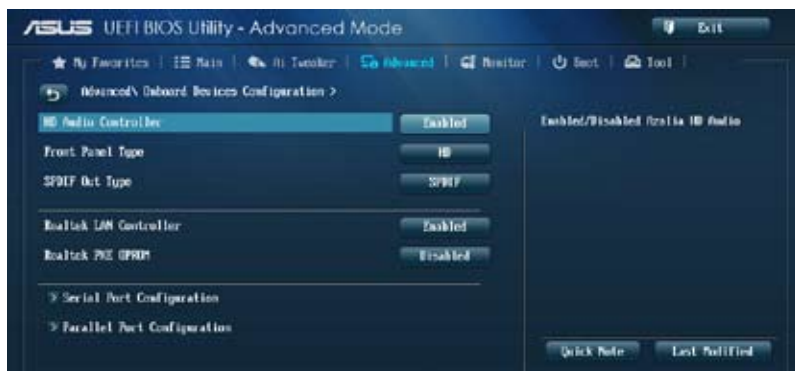 ASUS UEFI BIOS Utility - Advanced Mode
Exit
My Favorites
Main
Ai Tweaker
Advanced
Monitor
Boot
Tool
Advanced\ Onboard Devices Configuration >
HD Audio Controller
Enabled
Front Panel Type
HD
SPDIF Out Type
SPDIF
Realtek LAN Controller
Enabled
Realtek PXE OPROM
Disabled
> Serial Port Configuration
> Parallel Port Configuration
Enabled/Disabled Azalia HD Audio
Quick Note
Last Modified